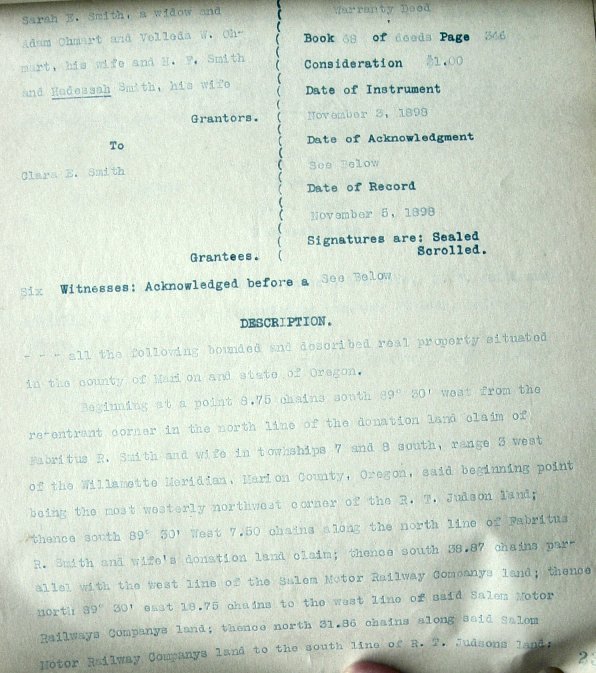 Sarah E. Smith, a widow and
Adam Ohmart and Velleda W. Oh-
mart, his wife and H. F. Smith
and Hadessah Smith, his wife
Grantors.
To
Clara E. Smith
Grantees.
Warranty Deed
Book 68 of deeds Page 366
Consideration $1.00
Date of Instrument
November 3, 1898
Date of Acknowledgment
See Below
Date of Record
November 5, 1898
Signatures are: Sealed
Scrolled.
Six Witnesses: Acknowledged before a See Below
DESCRIPTION.
- - - all the following bounded and described real property situated
in the county of Marion and state of Oregon.
Beginning at a point 8.75 chains south 89° 30' west from the
re-entrant corner in the north line of the donation land claim of
Fabritus R. Smith and wife in townships 7 and 8 south, range 3 west
of the Willamette Meridian, Marion County, Oregon, said beginning point
being the most westerly northwest corner of the R. T. Judson land;
thence south 89° 30' West 7.50 chains along the north line of Fabritus
R. Smith and wife's donation land claim; thence south 38.87 chains par-
allel with the west line of the Salem Motor Railway Companys land; thence
north 89° 30' east 18.75 chains to the west line of said Salem Motor
Railways Companys land; thence north 31.86 chains along said Salem
Motor Railway Companys land to the south line of R. T. Judsons land;